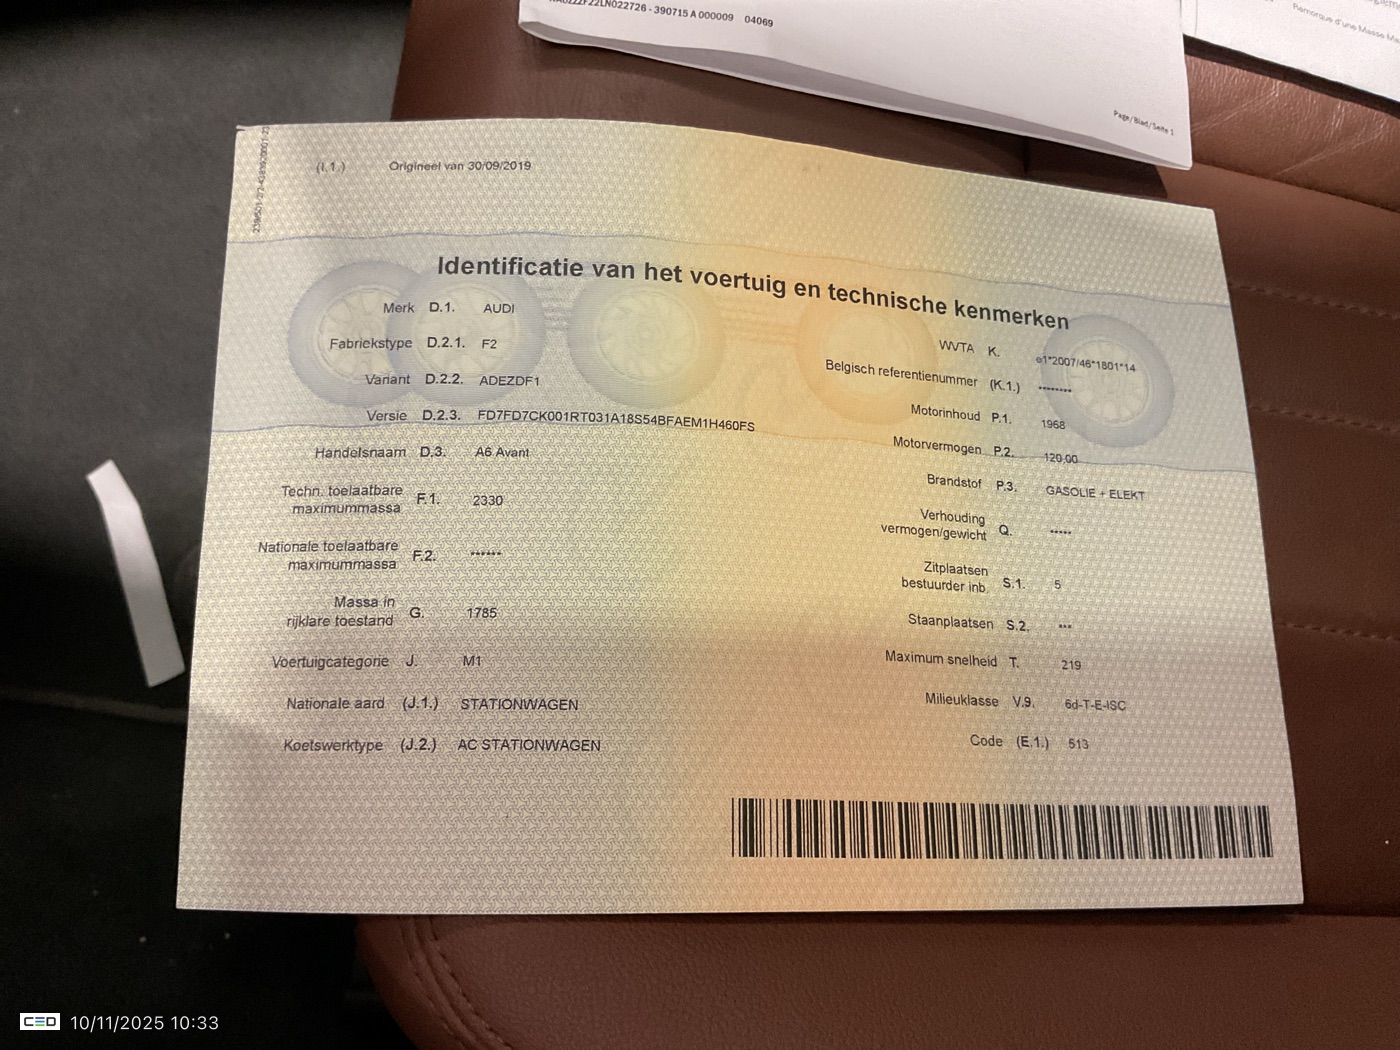 22LN022726 - 390715 A 000009 04069
Remorque d'une Masse
Page/Blad/Seite 1
(I.1.) Origineel van 30/09/2019
Identificatie van het voertuig en technische kenmerken
Merk D.1. AUDI
Fabriekstype D.2.1. F2
Variant D.2.2. ADEZDF1
Versie D.2.3. FD7FD7CK001RT031A18S54BFAEM1H460FS
Handelsnaam D.3. A6 Avant
Techn. toelaatbare
maximummassa F.1. 2330
Nationale toelaatbare
maximummassa F.2. ******
Massa in
rijklare toestand G. 1785
Voertuigcategorie J. M1
Nationale aard (J.1.) STATIONWAGEN
Koetswerktype (J.2.) AC STATIONWAGEN
WVTA K. e1*2007/46*1801*14
Belgisch referentienummer (K.1.) ********
Motorinhoud P.1. 1968
Motorvermogen P.2. 120,00
Brandstof P.3. GASOLIE + ELEKT
Verhouding
vermogen/gewicht Q. *****
Zitplaatsen
bestuurder inb. S.1. 5
Staanplaatsen S.2. ***
Maximum snelheid T. 219
Milieuklasse V.9. 6d-T-E-ISC
Code (E.1.) 513
CED 10/11/2025 10:33